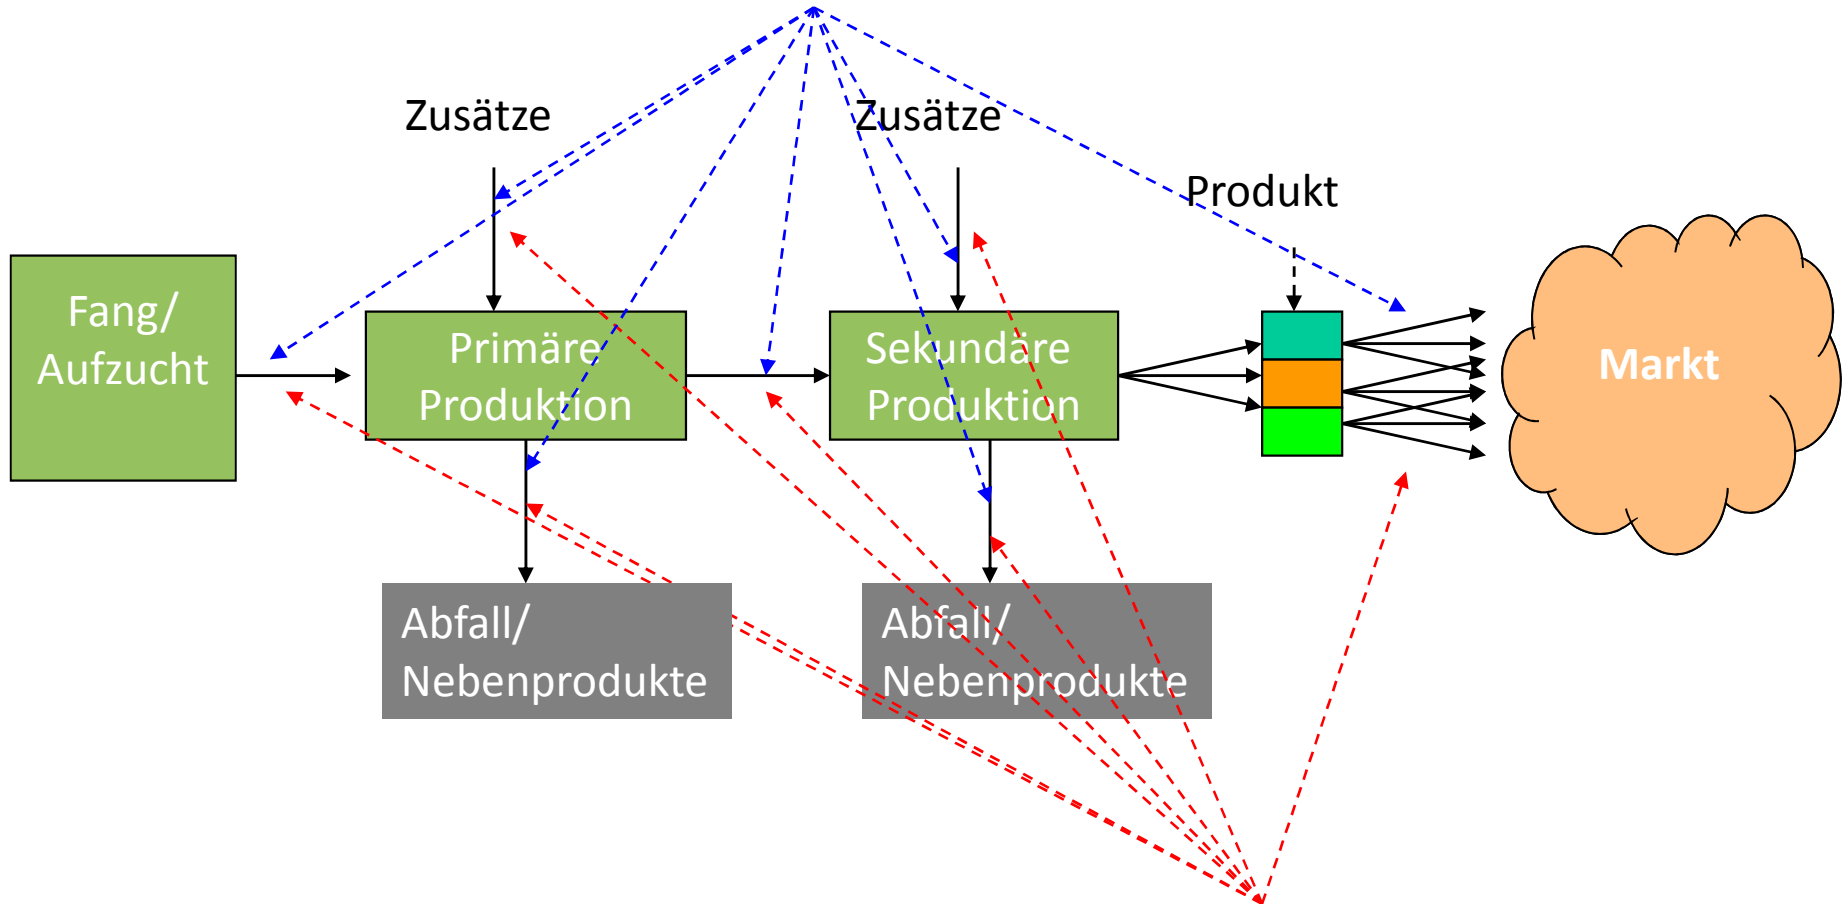 Zusätze
Zusätze
Produkt
Fang/
Aufzucht
Primäre
Produktion
Sekundäre
Produktion
Markt
Abfall/
Nebenprodukte
Abfall/
Nebenprodukte